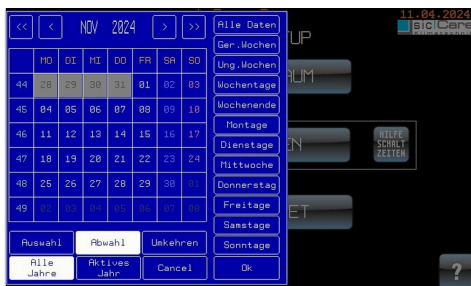 << < NOV 2024 > >>
MO DI MI DO FR SA SO
44 28 29 30 31 01 02 03
45 04 05 06 07 08 09 10
46 11 12 13 14 15 16 17
47 18 19 20 21 22 23 24
48 25 26 27 28 29 30 01
49 02 03 04 05 06 07 08
Auswahl Abwahl Umkehren
Alle Jahre
Aktives Jahr
Cancel
Alle Daten
Ger.Wochen
Ung.Wochen
Wochentage
Wochenende
Montage
Dienstage
Mittwoche
Donnerstag
Freitage
Samstage
Sonntage
Ok
11.04.2024
sic Care
UP
UM
EN
HILFE
SCHALT
ZEITEN
ET
?